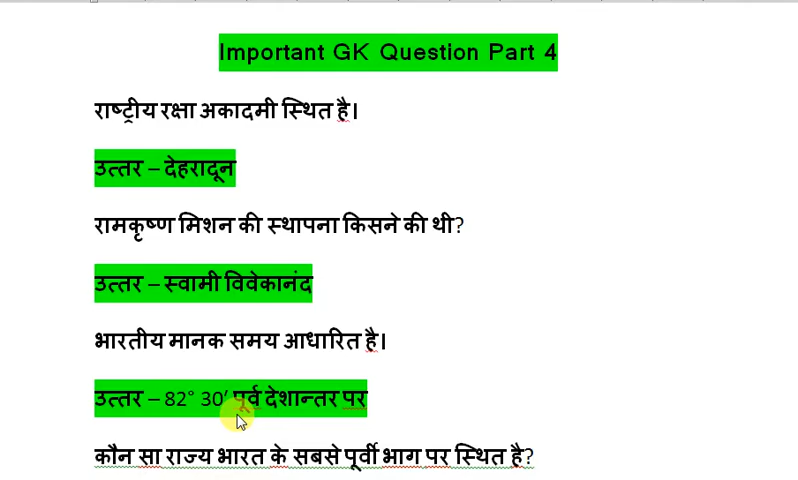 Important GK Question Part 4
राष्ट्रीय रक्षा अकादमी स्थित है।
उत्तर – देहरादून
रामकृष्ण मिशन की स्थापना किसने की थी?
उत्तर – स्वामी विवेकानंद
भारतीय मानक समय आधारित है।
उत्तर – 82° 30′ पूर्व देशान्तर पर
कौन सा राज्य भारत के सबसे पूर्वी भाग पर स्थित है?